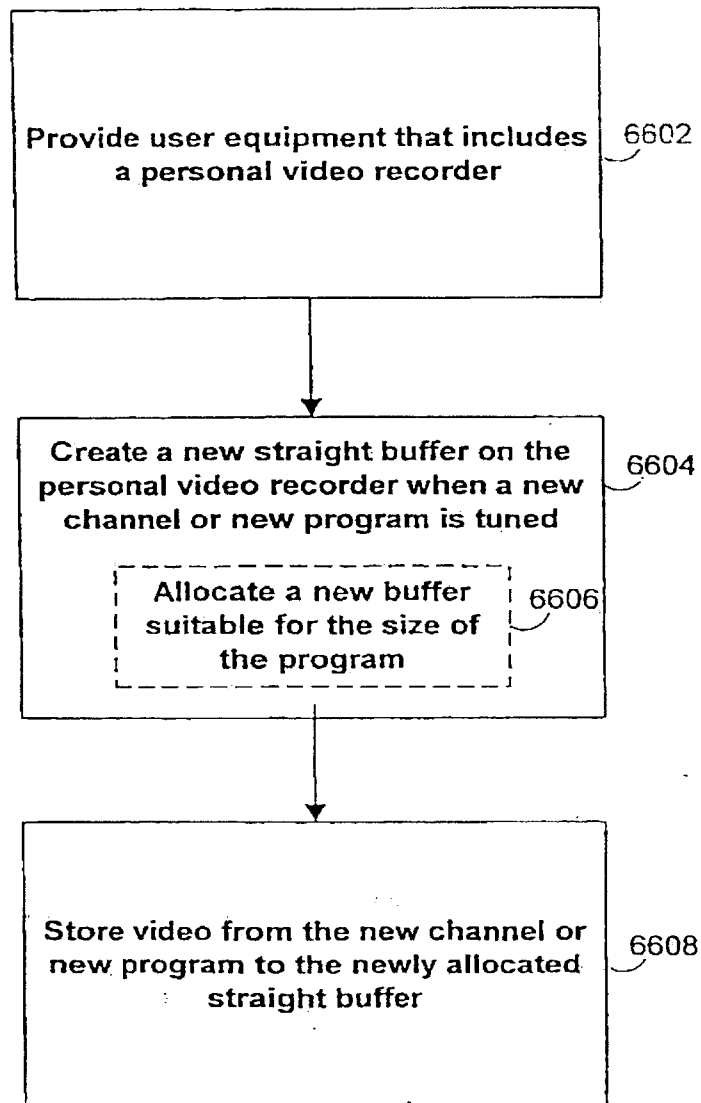 Provide user equipment that includes
a personal video recorder
6602
Create a new straight buffer on the
personal video recorder when a new
channel or new program is tuned
6604
Allocate a new buffer
suitable for the size of
the program
6606
Store video from the new channel or
new program to the newly allocated
straight buffer
6608